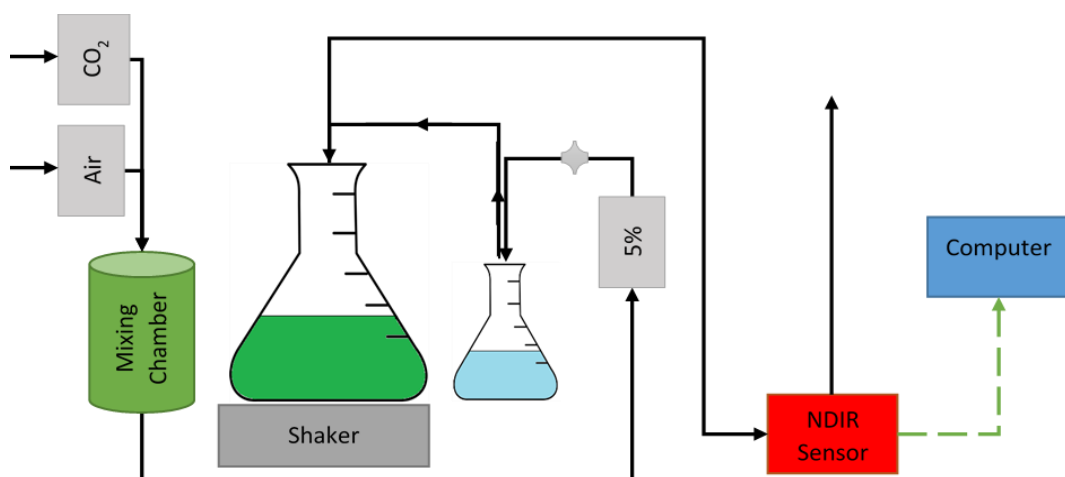 CO₂
Air
Mixing
Chamber
Shaker
5%
NDIR
Sensor
Computer